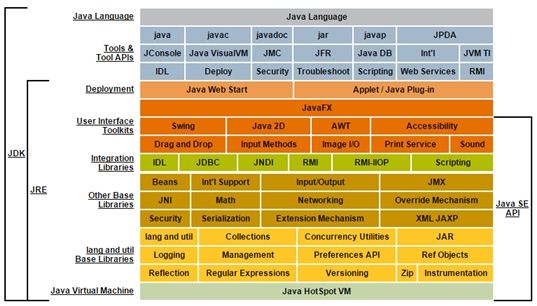 Java Language Java Language
java javac javadoc jar javap JPDA
Tools & Tool APIs JConsole Java VisualVM JMC JFR Java DB Int'l JVM TI
IDL Deploy Security Troubleshoot Scripting Web Services RMI
Deployment Java Web Start Applet / Java Plug-in
JavaFX
User Interface Toolkits Swing Java 2D AWT Accessibility
Drag and Drop Input Methods Image I/O Print Service Sound
Integration Libraries IDL JDBC JNDI RMI RMI-IIOP Scripting
JDK
JRE
Beans Int'l Support Input/Output JMX
Other Base Libraries JNI Math Networking Override Mechanism
Java SE API
Security Serialization Extension Mechanism XML JAXP
lang and util Collections Concurrency Utilities JAR
lang and util Base Libraries Logging Management Preferences API Ref Objects
Reflection Regular Expressions Versioning Zip Instrumentation
Java Virtual Machine Java HotSpot VM